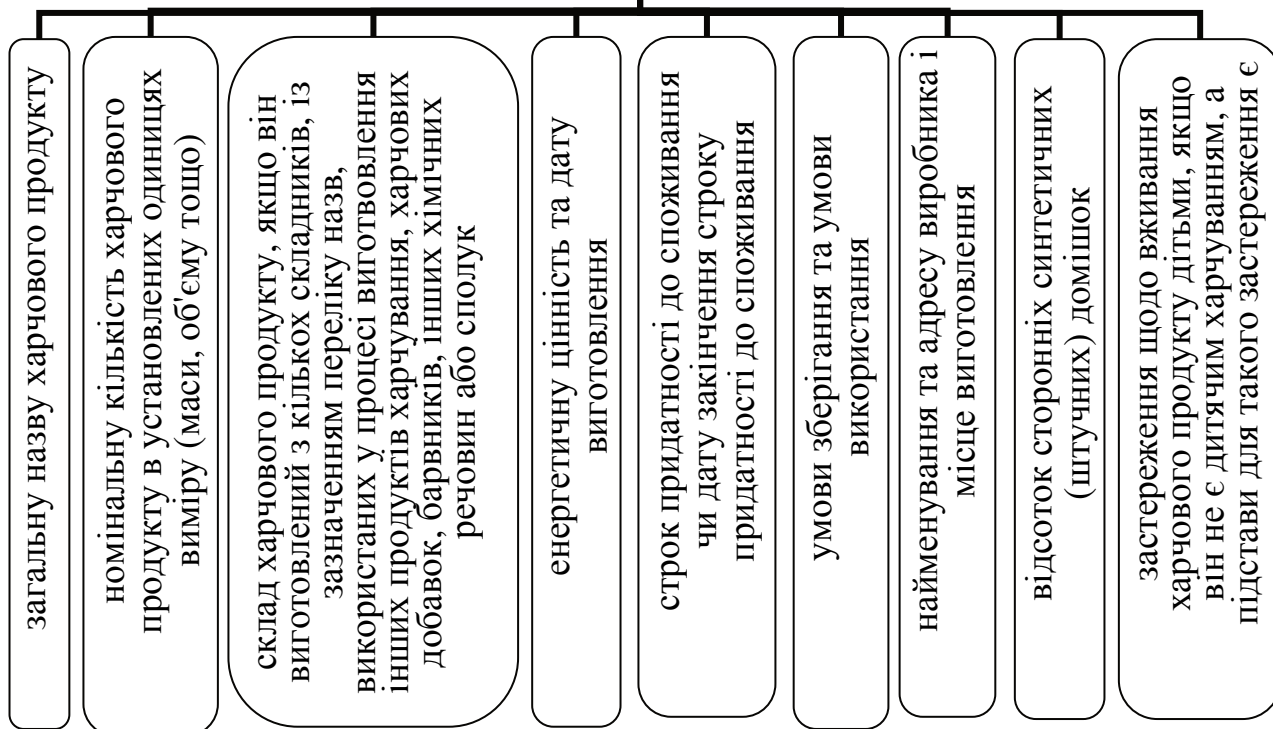 загальну назву харчового продукту
номінальну кількість харчового
продукту в установлених одиницях
виміру (маси, об'єму тощо)
склад харчового продукту, якщо він
виготовлений з кількох складників, із
зазначенням переліку назв,
використаних у процесі виготвовлення
інших продуктів харчування, харчових
добавок, барвників, інших хімічних
речовин або сполук
енергетичну цінність та дату
виготовлення
строк придатності до споживання
чи дату закінчення строку
придатності до споживання
умови зберігання та умови
використання
найменування та адресу виробника і
місце виготовлення
відсоток сторонніх синтетичних
(штучних) домішок
застереження щодо вживання
харчового продукту дітьми, якщо
він не є дитячим харчуванням, а
підстави для такого застереження є